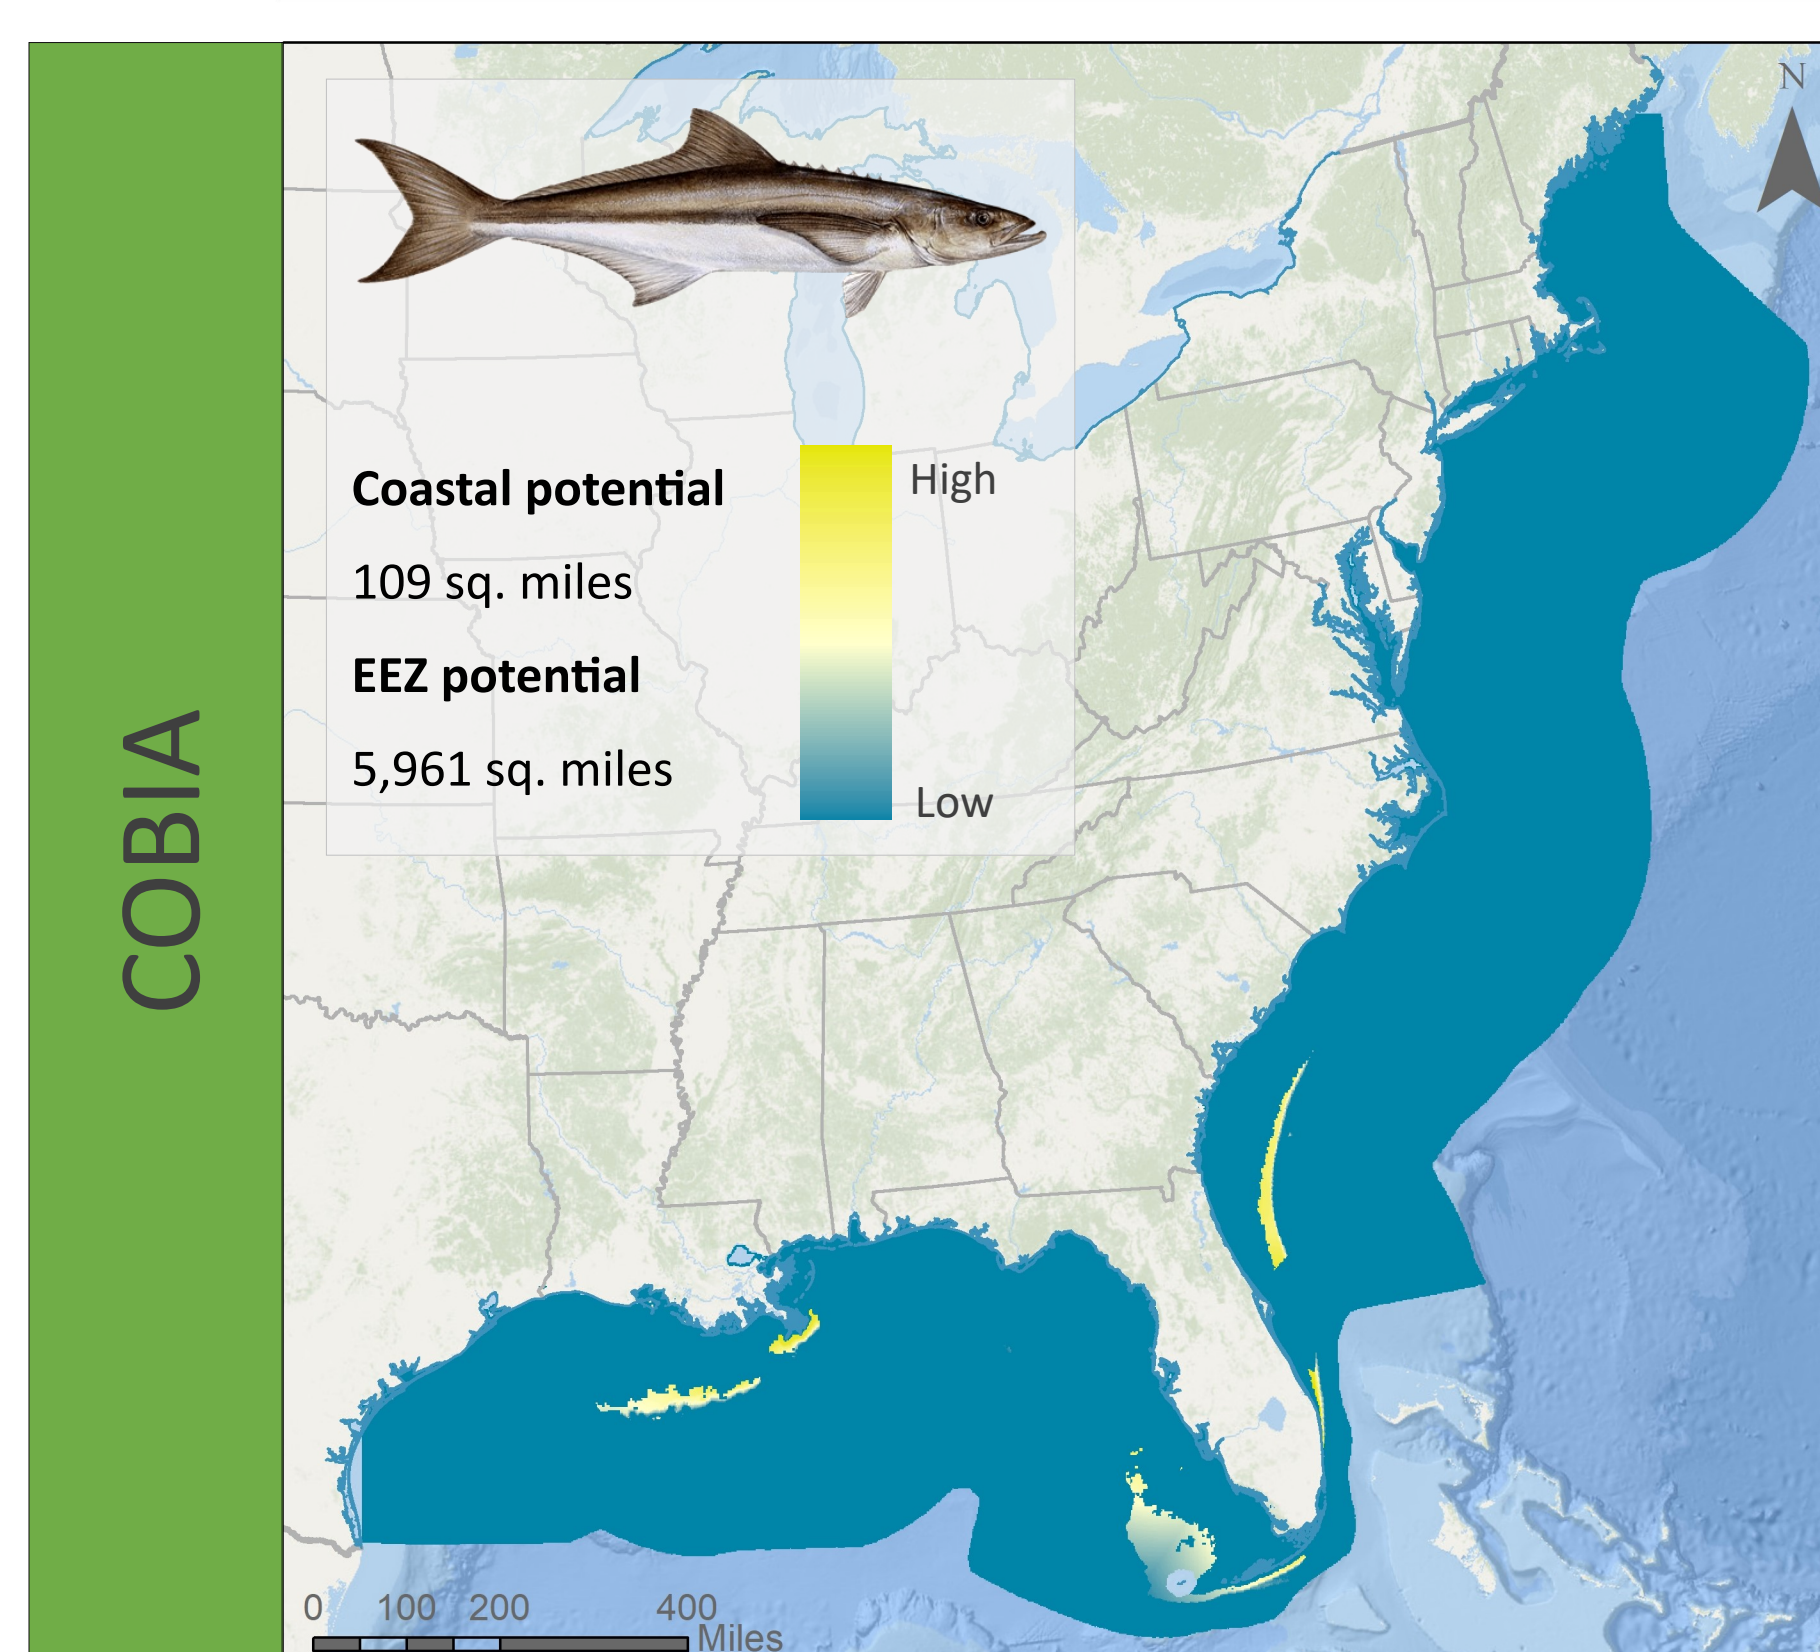 COBIA
N
Coastal potential
High
109 sq. miles
EEZ potential
5,961 sq. miles
Low
0 100 200 400
Miles